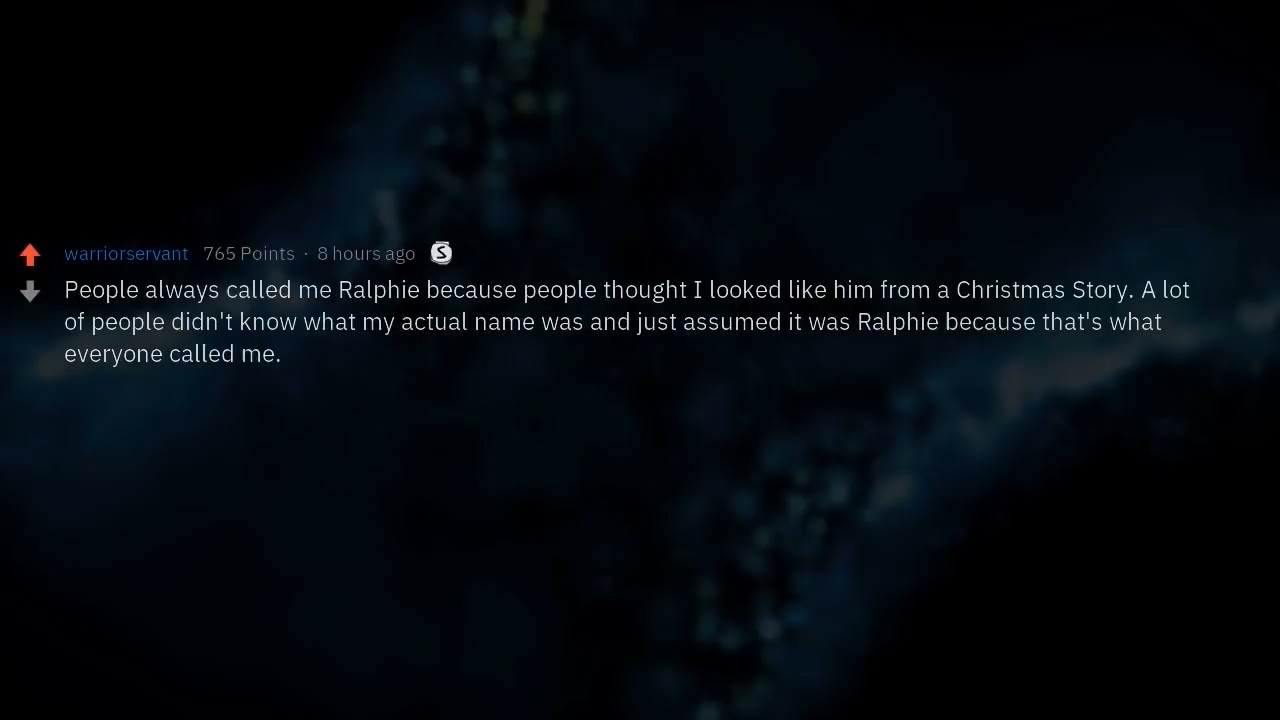 warriorservant 765 Points · 8 hours ago S
People always called me Ralphie because people thought I looked like him from a Christmas Story. A lot
of people didn't know what my actual name was and just assumed it was Ralphie because that's what
everyone called me.